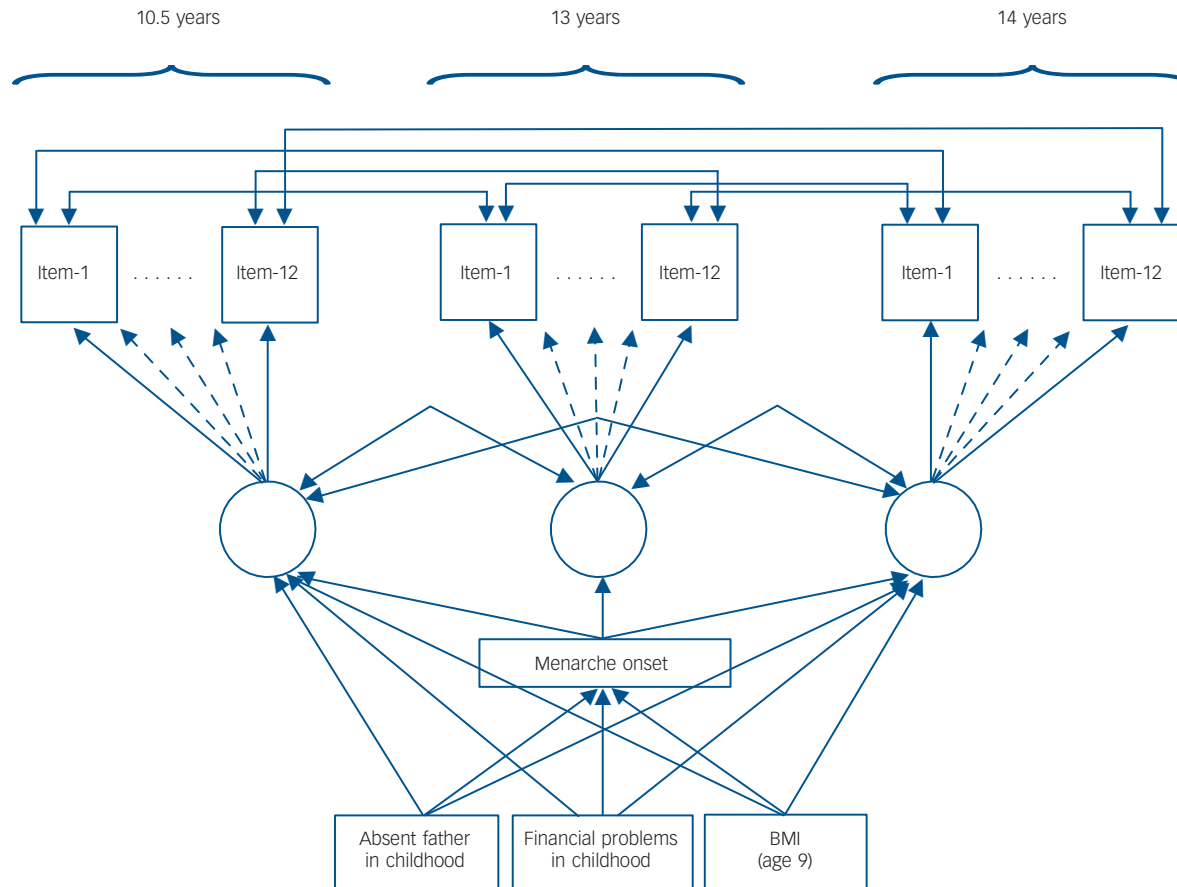 10.5 years
13 years
14 years
Item-1
. . . . . .
Item-12
Item-1
. . . . . .
Item-12
Item-1
. . . . . .
Item-12
Menarche onset
Absent father
in childhood
Financial problems
in childhood
BMI
(age 9)